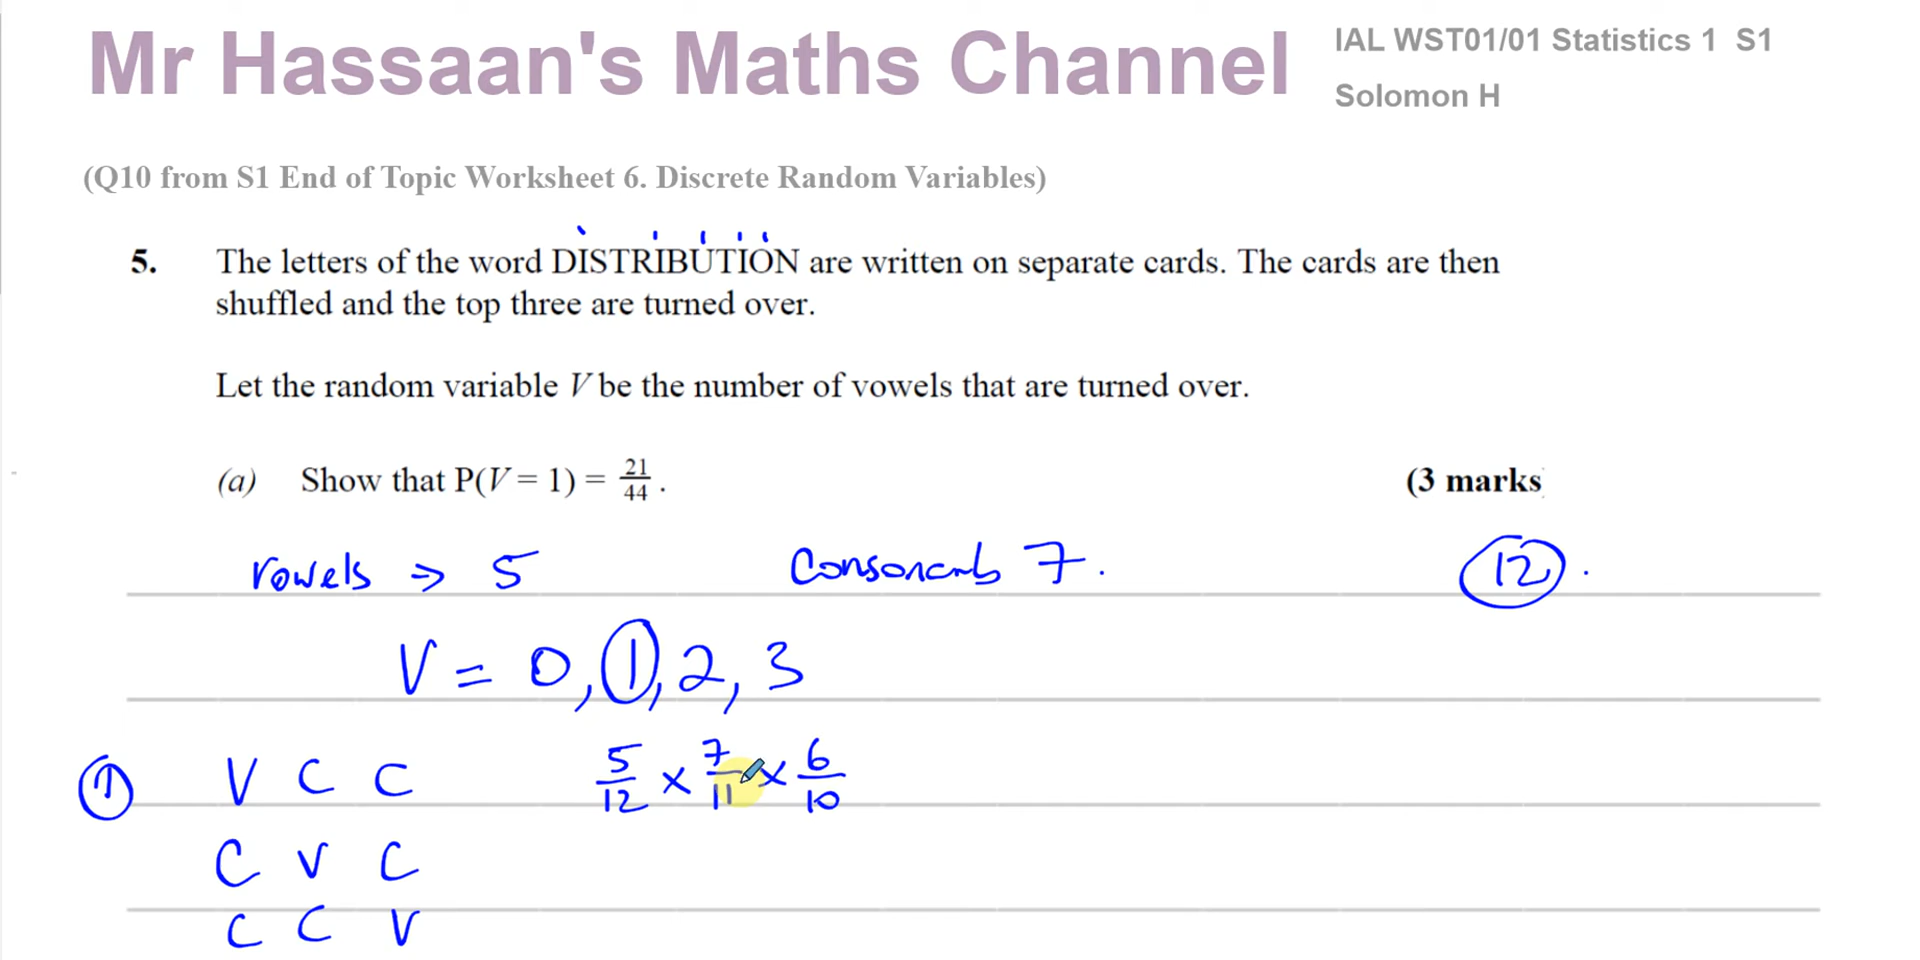 Mr Hassaan's Maths Channel
IAL WST01/01 Statistics 1 S1
Solomon H
(Q10 from S1 End of Topic Worksheet 6. Discrete Random Variables)
5. The letters of the word DISTRIBUTION are written on separate cards. The cards are then
shuffled and the top three are turned over.
Let the random variable V be the number of vowels that are turned over.
(a) Show that P(V = 1) = 21/44 .
(3 marks
vowels => 5 Consonants 7. 12.
V = 0, 1, 2, 3
1 V C C 5/12 × 7/11 × 6/10
C V C
C C V